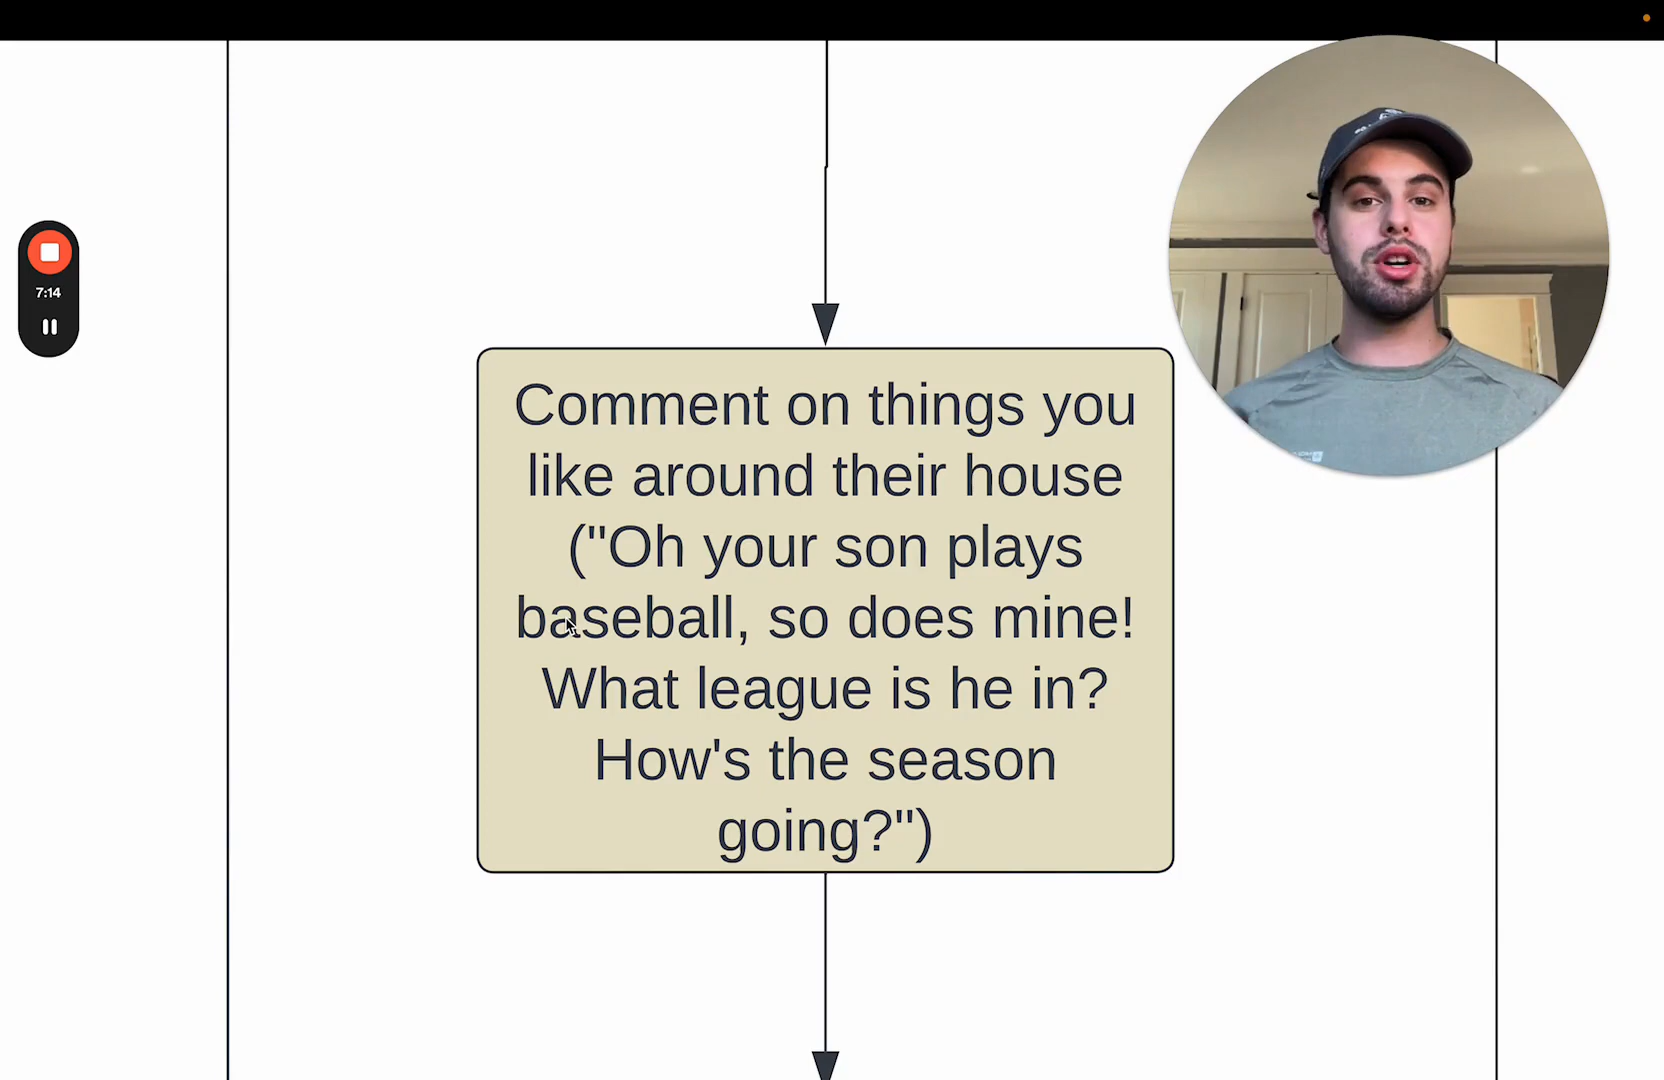 7:14
Comment on things you
like around their house
("Oh your son plays
baseball, so does mine!
What league is he in?
How's the season
going?")